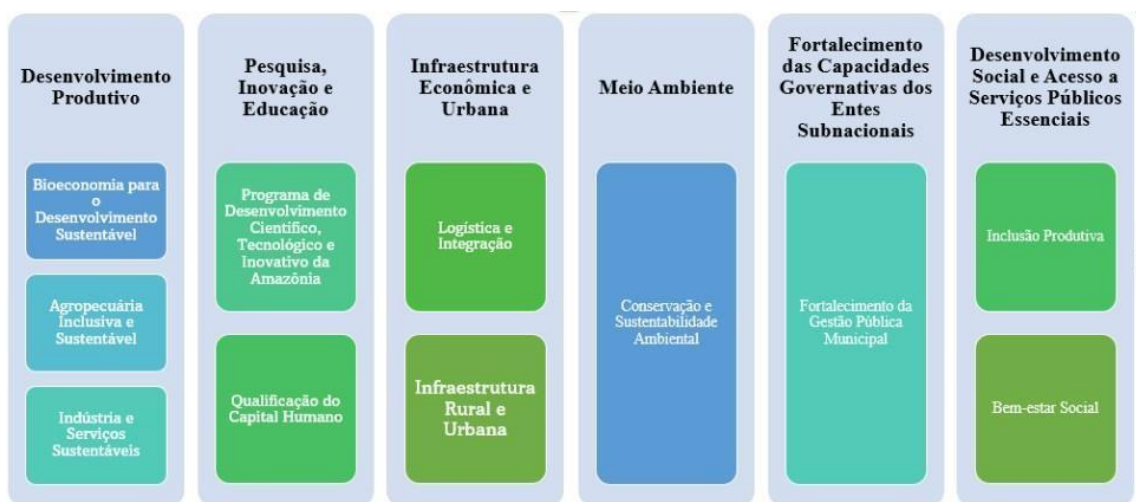 Desenvolvimento
Produtivo
Bioeconomia para
o
Desenvolvimento
Sustentável
Agropecuária
Inclusiva e
Sustentável
Indústria e
Serviços
Sustentáveis
Pesquisa,
Inovação e
Educação
Programa de
Desenvolvimento
Científico,
Tecnológico e
Inovativo da
Amazônia
Qualificação do
Capital Humano
Infraestrutura
Econômica e
Urbana
Logística e
Integração
Infraestrutura
Rural e
Urbana
Meio Ambiente
Conservação e
Sustentabilidade
Ambiental
Fortalecimento
das Capacidades
Governativas dos
Entes
Subnacionais
Fortalecimento da
Gestão Pública
Municipal
Desenvolvimento
Social e Acesso a
Serviços Públicos
Essenciais
Inclusão Produtiva
Bem-estar Social